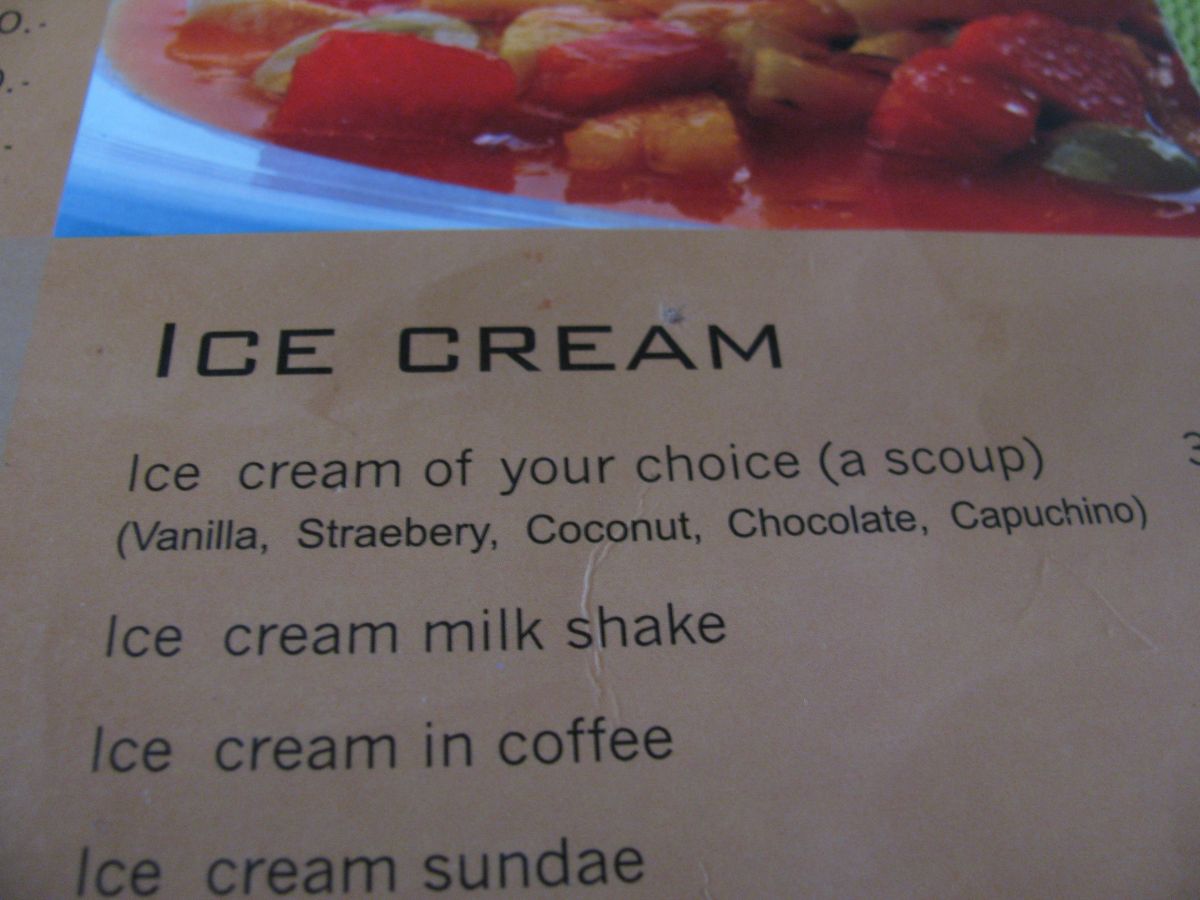 ICE CREAM
Ice cream of your choice (a scoup) 3
(Vanilla, Straebery, Coconut, Chocolate, Capuchino)
Ice cream milk shake
Ice cream in coffee
Ice cream sundae